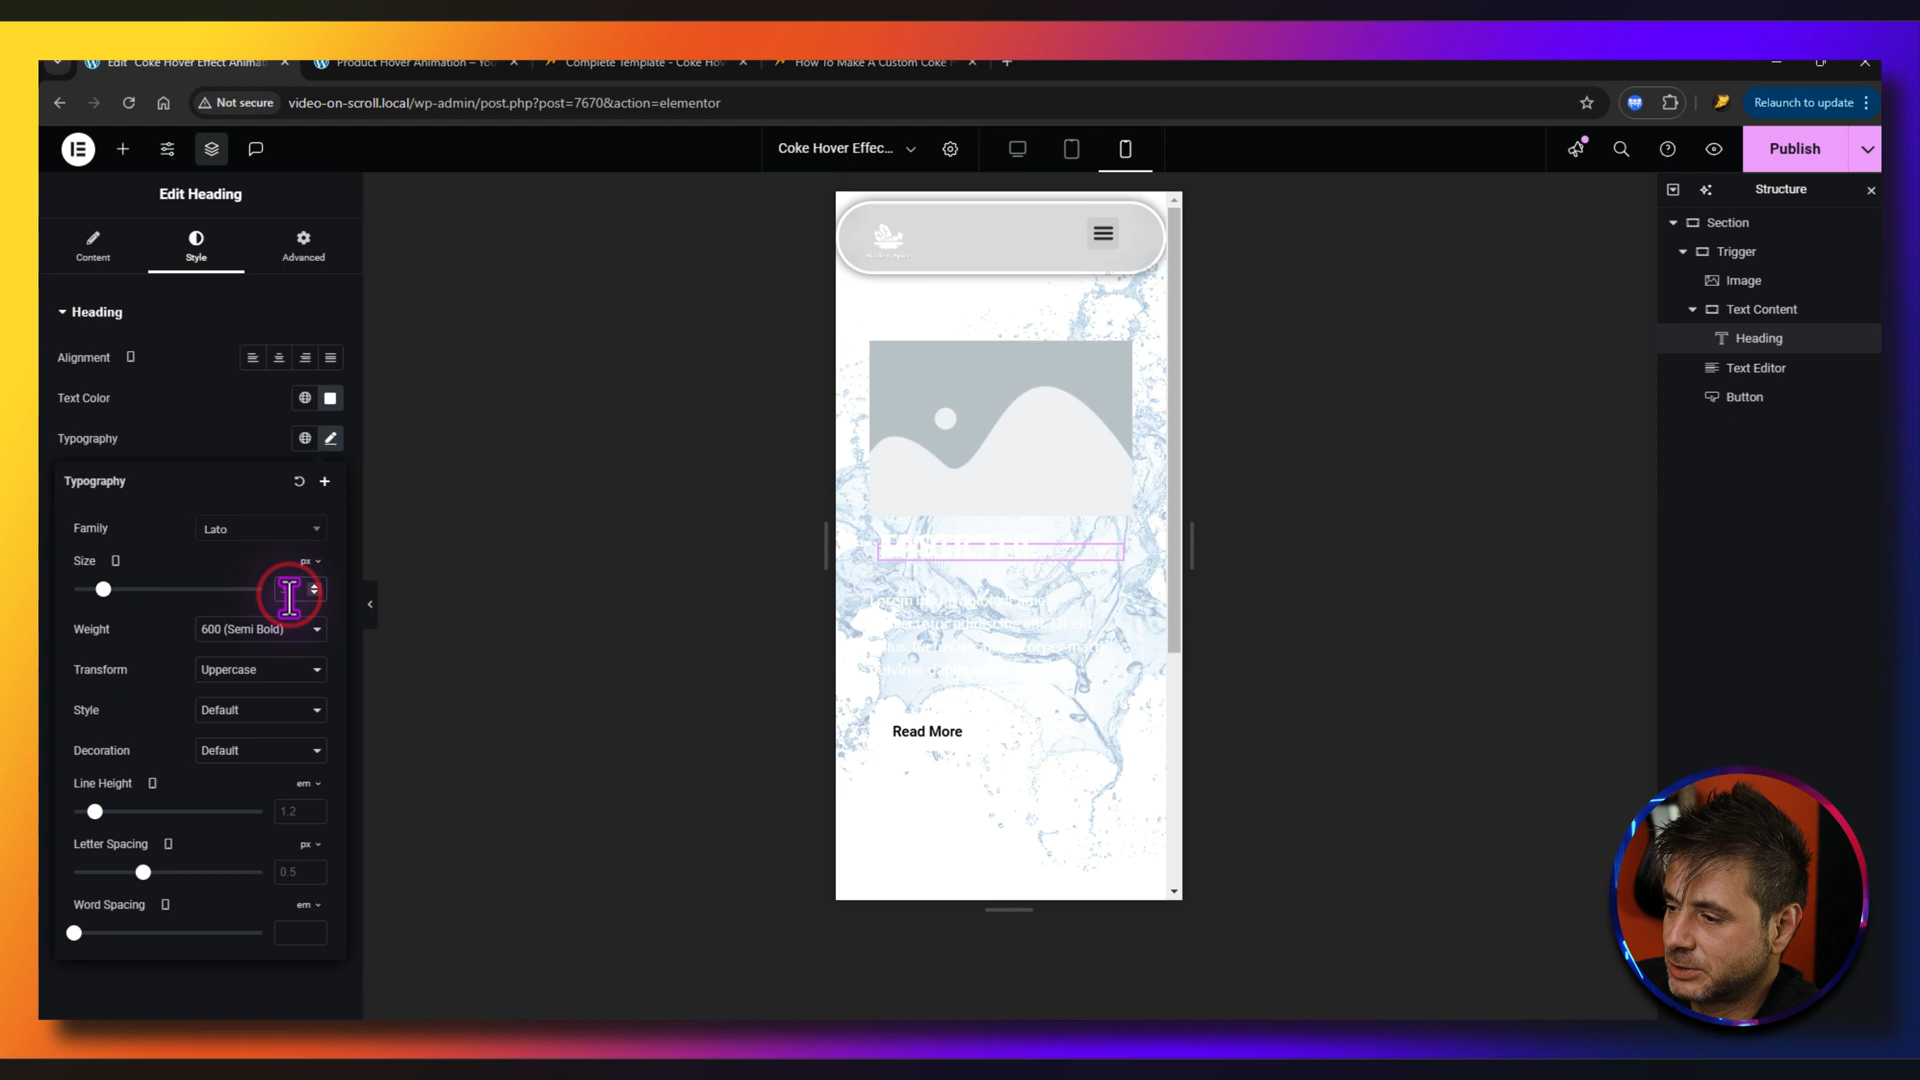 Edit "Coke Hover Effect Animat
Product Hover Animation – You
Complete Template - Coke Hov
How To Make A Custom Coke
Not secure
video-on-scroll.local/wp-admin/post.php?post=7670&action=elementor
Relaunch to update
Coke Hover Effec...
Publish
Edit Heading
Structure
Content
Style
Advanced
Section
Trigger
Image
Text Content
Heading
Text Editor
Button
Heading
Alignment
Text Color
Typography
Typography
Family
Lato
Size
px
Weight
600 (Semi Bold)
Transform
Uppercase
Style
Default
Decoration
Default
Line Height
em
1.2
Letter Spacing
px
0.5
Word Spacing
em
Read More